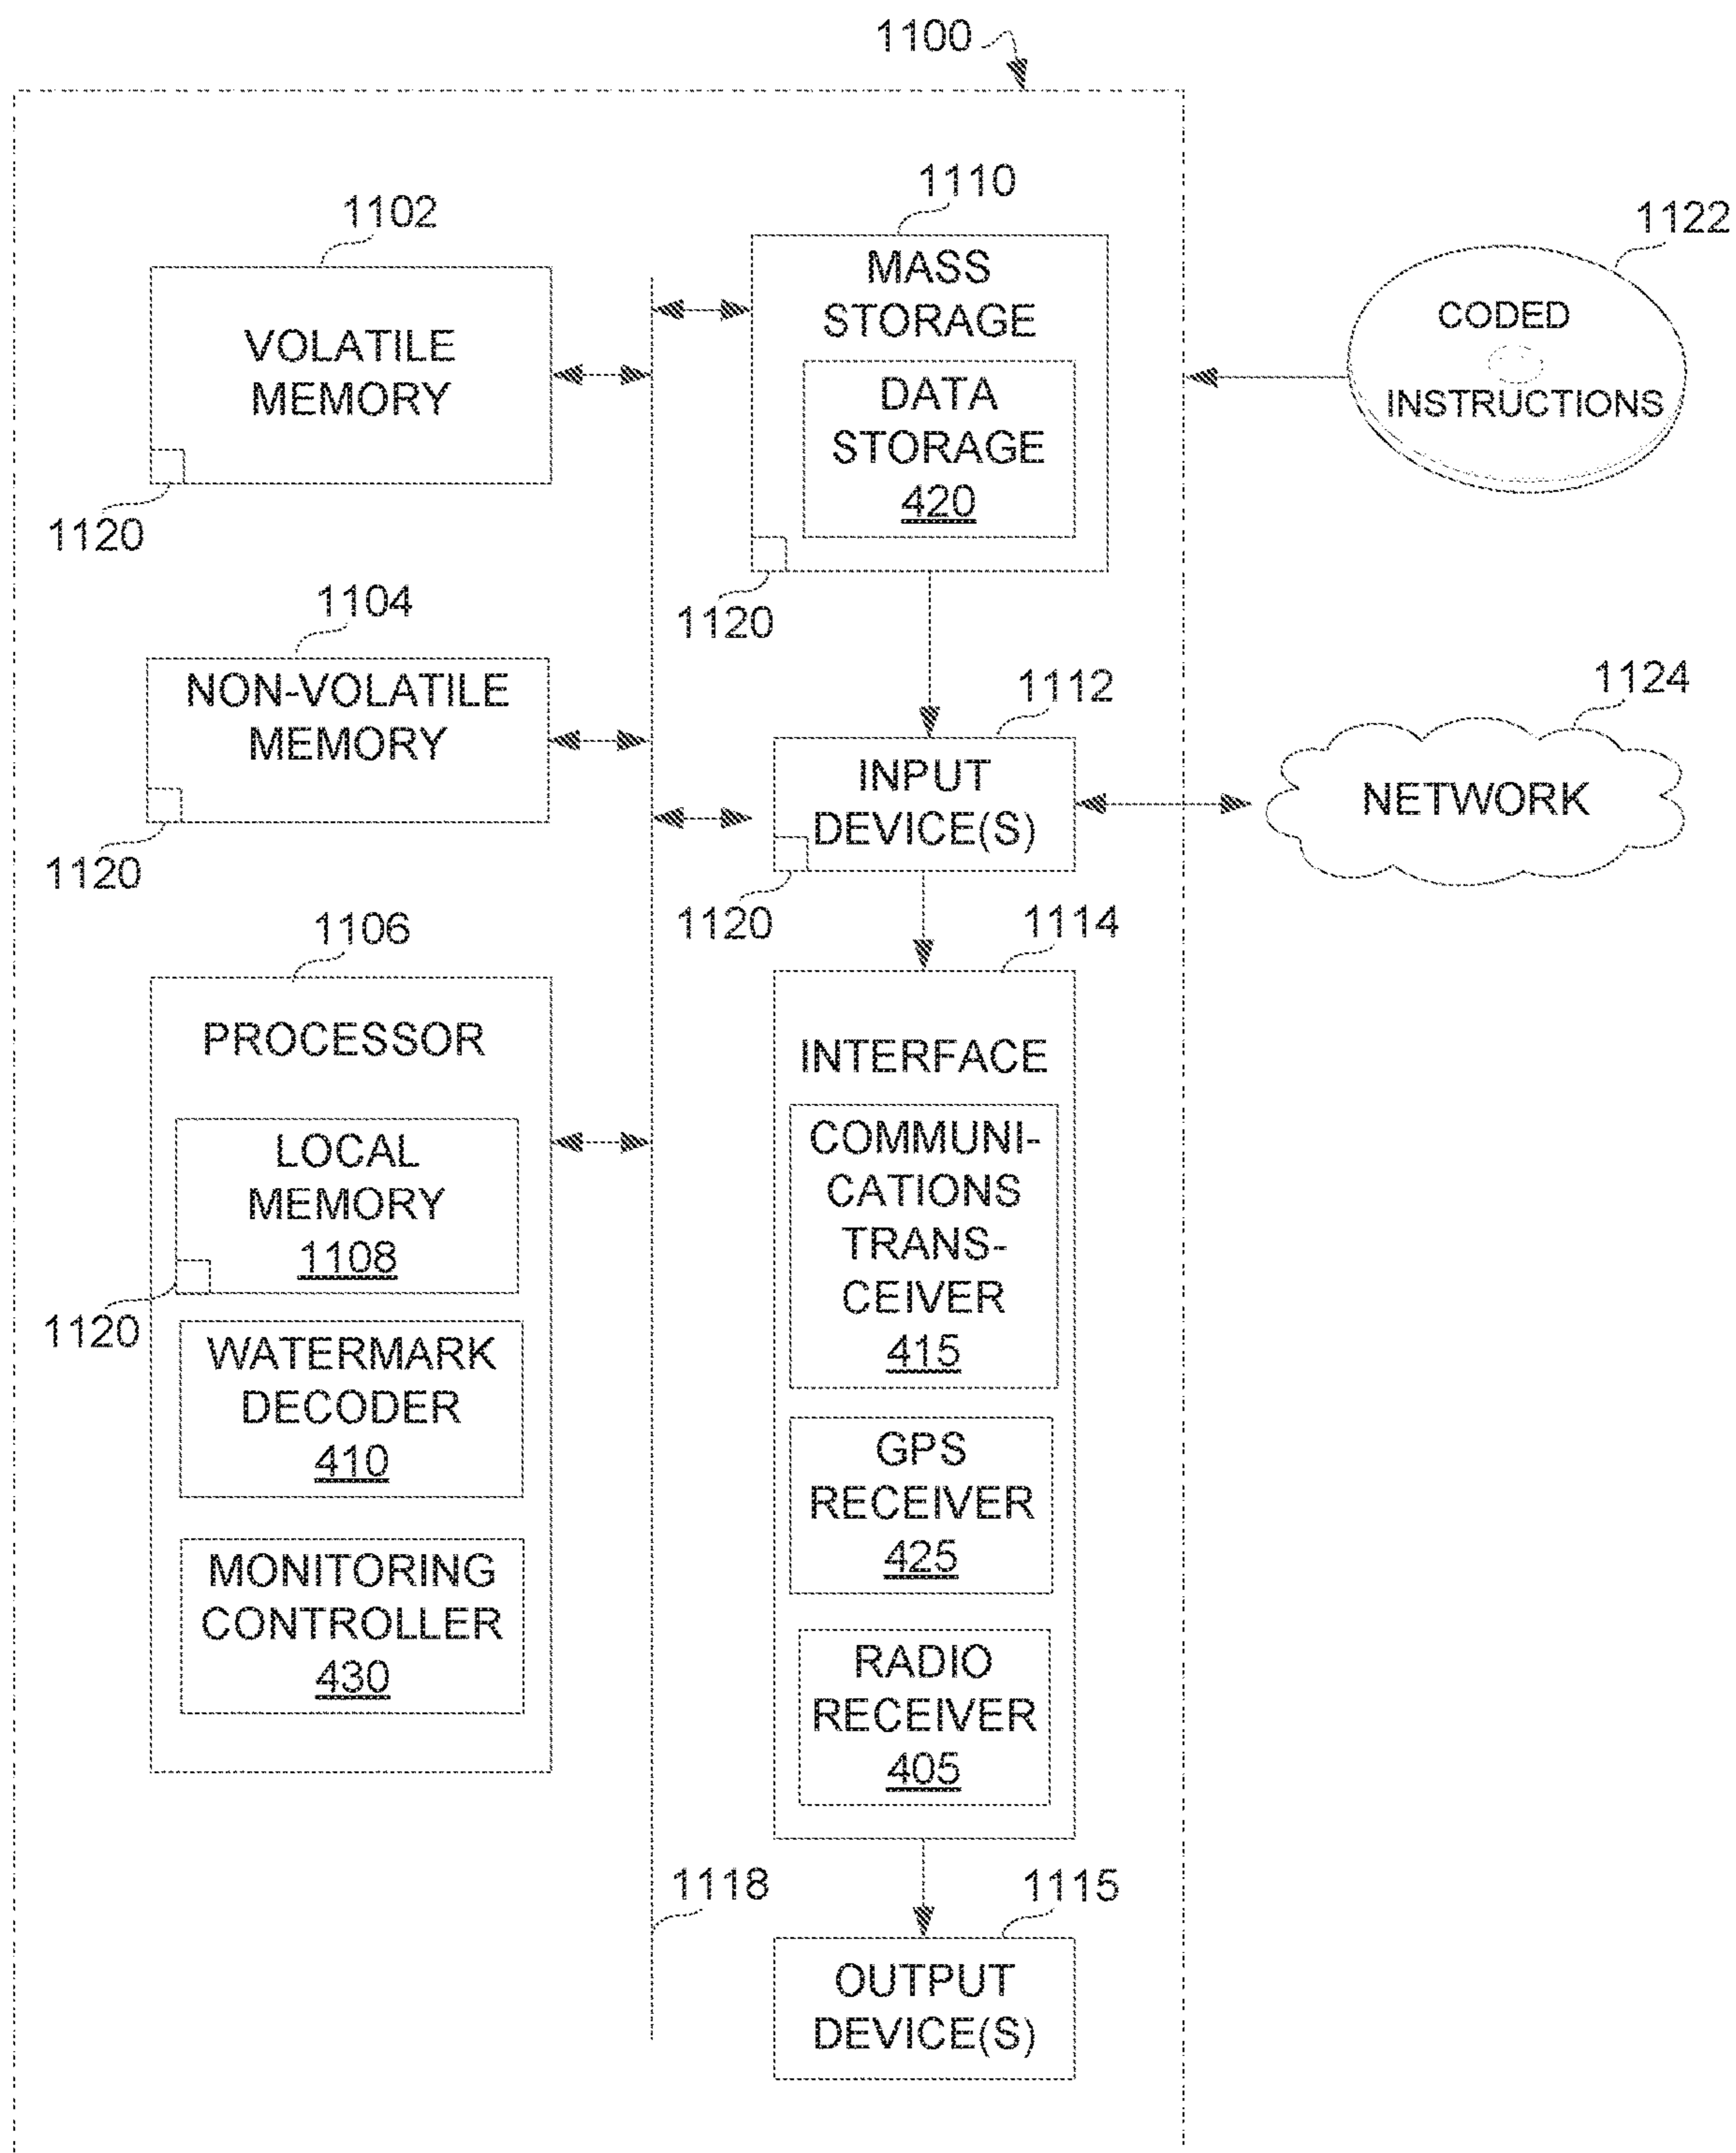 1100
1102
VOLATILE
MEMORY
1120
1104
NON-VOLATILE
MEMORY
1120
1106
PROCESSOR
LOCAL
MEMORY
1108
1120
WATERMARK
DECODER
410
MONITORING
CONTROLLER
430
1110
MASS
STORAGE
DATA
STORAGE
420
1120
1112
INPUT
DEVICE(S)
1120
1114
INTERFACE
COMMUNI-
CATIONS
TRANS-
CEIVER
415
GPS
RECEIVER
425
RADIO
RECEIVER
405
1118
1115
OUTPUT
DEVICE(S)
1122
CODED
INSTRUCTIONS
1124
NETWORK